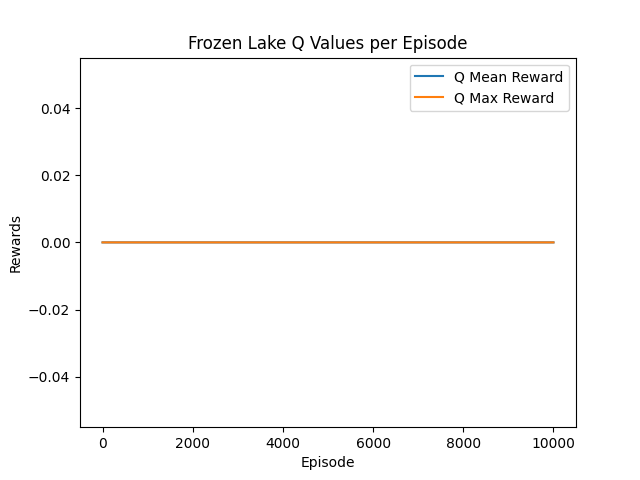 Frozen Lake Q Values per Episode
Q Mean Reward
Q Max Reward
0.04
0.02
0.00
−0.02
−0.04
Rewards
0 2000 4000 6000 8000 10000
Episode